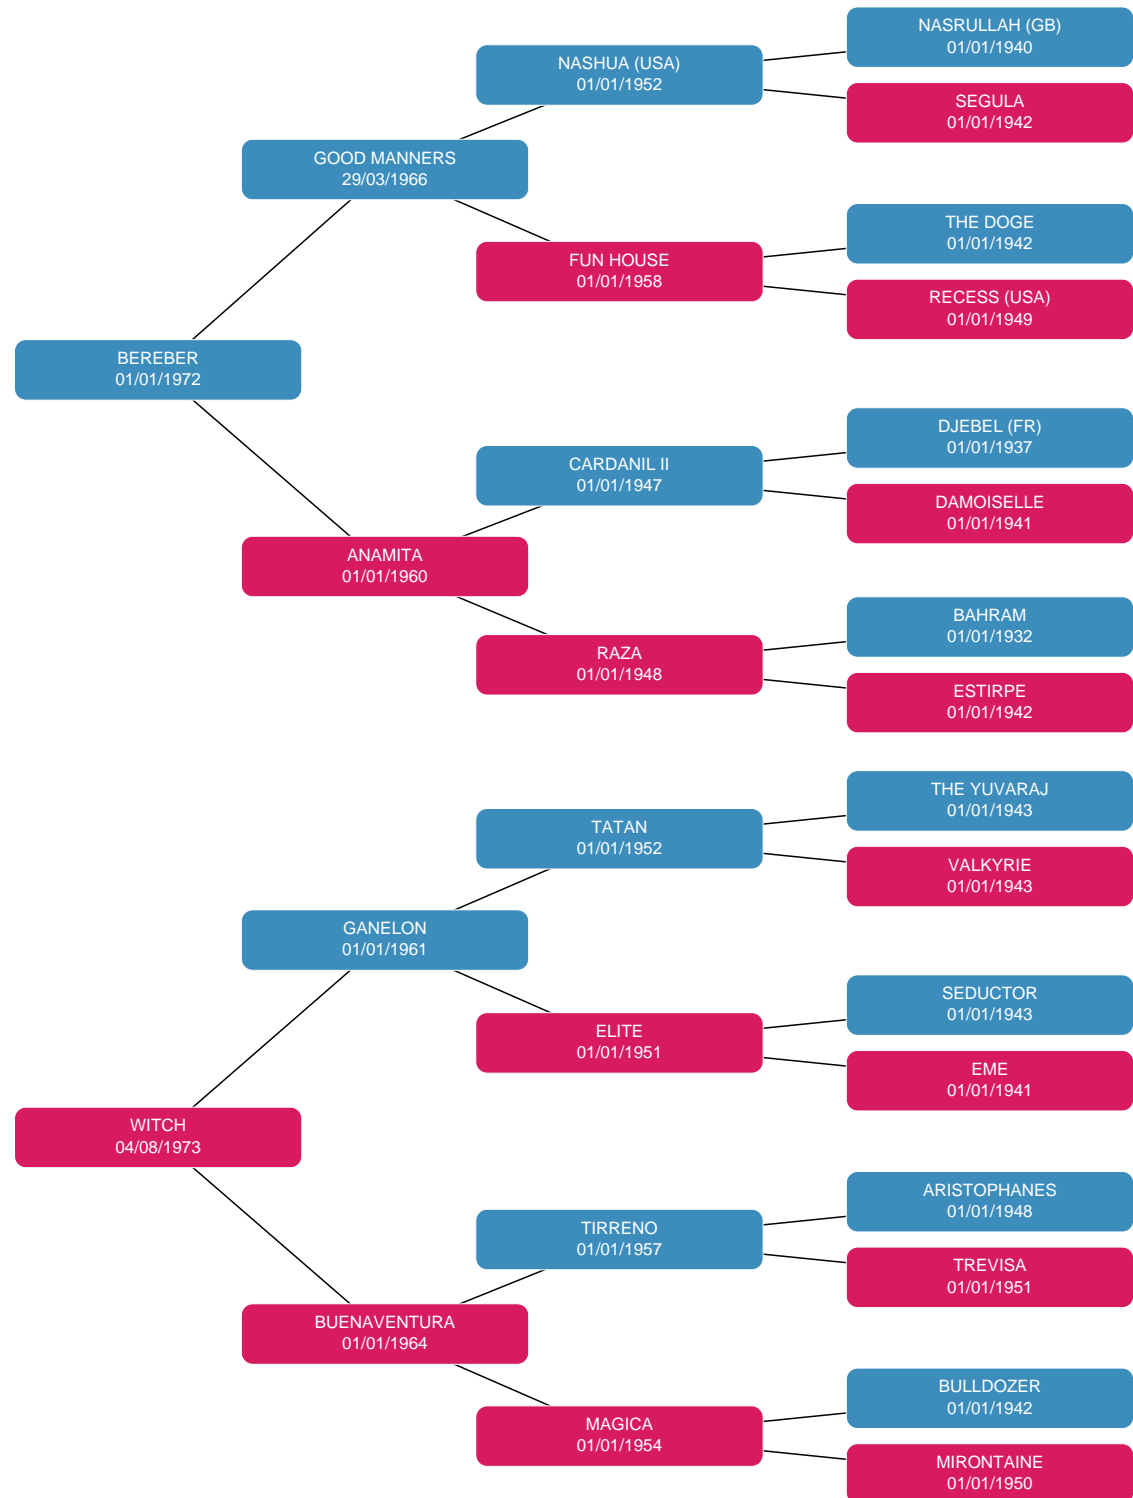 NASRULLAH (GB)
01/01/1940
NASHUA (USA)
01/01/1952
SEGULA
01/01/1942
GOOD MANNERS
29/03/1966
THE DOGE
01/01/1942
FUN HOUSE
01/01/1958
RECESS (USA)
01/01/1949
BEREBER
01/01/1972
DJEBEL (FR)
01/01/1937
CARDANIL II
01/01/1947
DAMOISELLE
01/01/1941
ANAMITA
01/01/1960
BAHRAM
01/01/1932
RAZA
01/01/1948
ESTIRPE
01/01/1942
THE YUVARAJ
01/01/1943
TATAN
01/01/1952
VALKYRIE
01/01/1943
GANELON
01/01/1961
SEDUCTOR
01/01/1943
ELITE
01/01/1951
EME
01/01/1941
WITCH
04/08/1973
ARISTOPHANES
01/01/1948
TIRRENO
01/01/1957
TREVISA
01/01/1951
BUENAVENTURA
01/01/1964
BULLDOZER
01/01/1942
MAGICA
01/01/1954
MIRONTAINE
01/01/1950